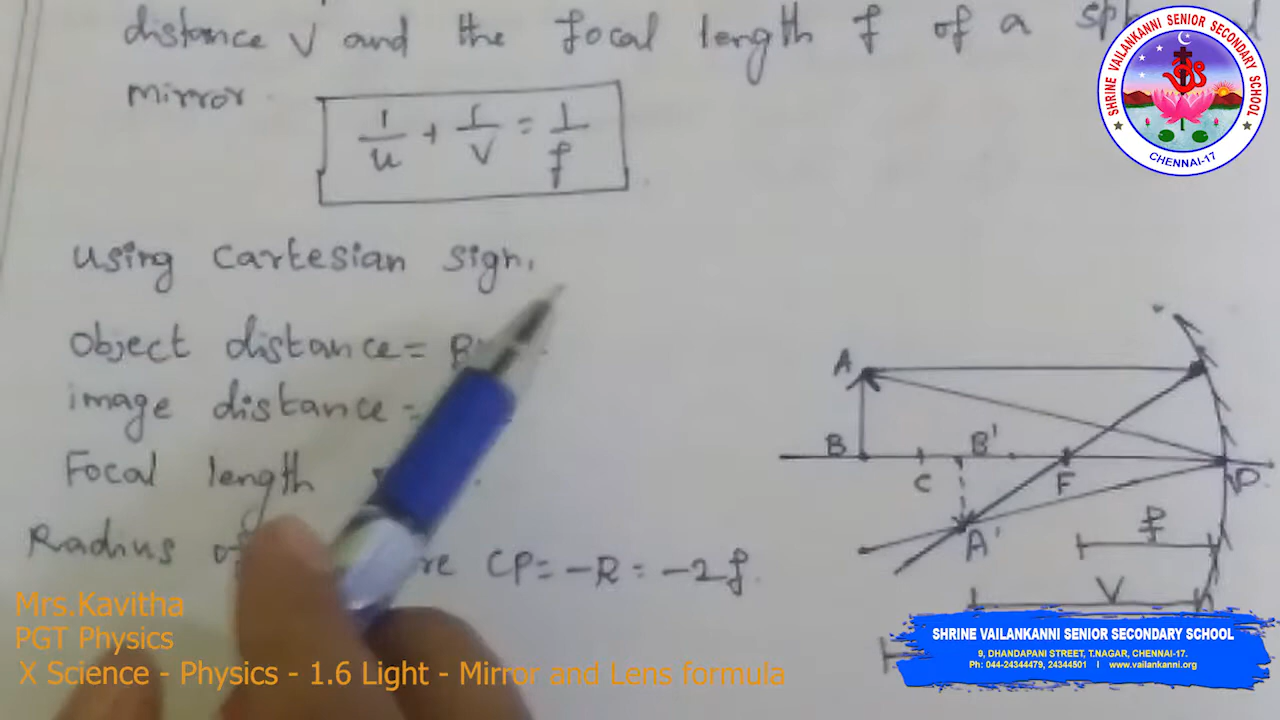 distance v and the focal length f of a
mirror.
1/u + 1/v = 1/f
using cartesian sign,
object distance =
image distance =
Focal length
Radius of CP = -R = -2f.
A
B
C
B'
F
P
A'
f
V
SHRINE VAILANKANNI SENIOR SECONDARY SCHOOL
CHENNAI-17
Mrs.Kavitha
PGT Physics
X Science - Physics - 1.6 Light - Mirror and Lens formula
SHRINE VAILANKANNI SENIOR SECONDARY SCHOOL
9, DHANDAPANI STREET, T.NAGAR, CHENNAI-17.
Ph: 044-24344479, 24344501 | www.vailankanni.org